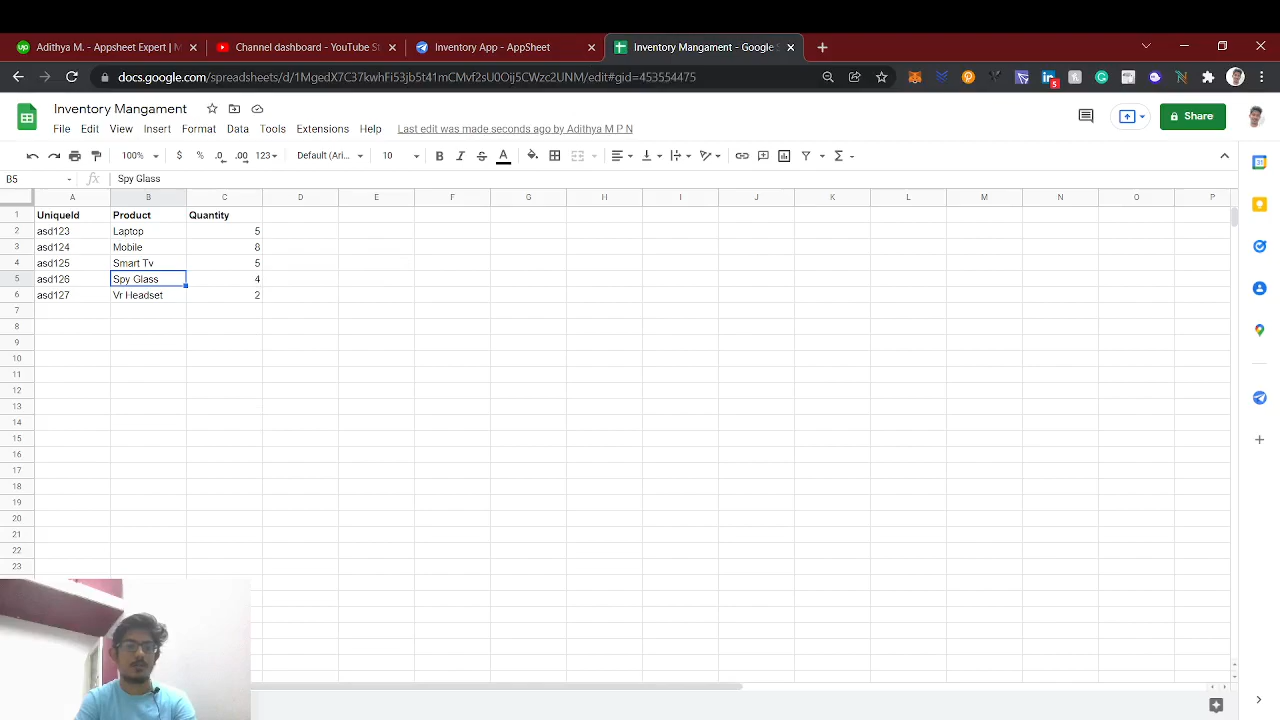 up Adithya M. - Appsheet Expert | M
Channel dashboard - YouTube St
Inventory App - AppSheet
Inventory Mangament - Google S
docs.google.com/spreadsheets/d/1MgedX7C37kwhFi53jb5t41mCMvf2sU0Oij5CWzc2UNM/edit#gid=453554475
5
Inventory Mangament
File Edit View Insert Format Data Tools Extensions Help Last edit was made seconds ago by Adithya M P N
Share
100% $ % .0 .00 123 Default (Ari... 10 B I S A Σ
B5 fx Spy Glass
A B C D E F G H I J K L M N O P
1 UniqueId Product Quantity
2 asd123 Laptop 5
3 asd124 Mobile 8
4 asd125 Smart Tv 5
5 asd126 Spy Glass 4
6 asd127 Vr Headset 2
7
8
9
10
11
12
13
14
15
16
17
18
19
20
21
22
23